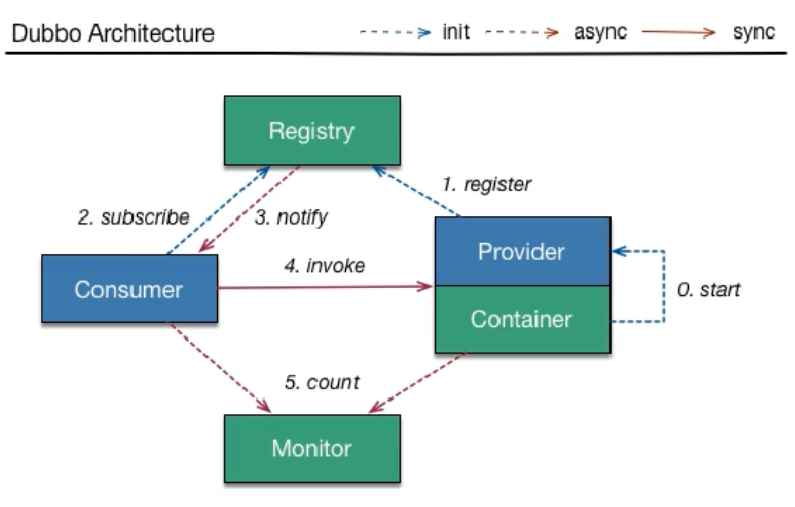 Dubbo Architecture
init
async
sync
Registry
1. register
2. subscribe
3. notify
Provider
4. invoke
Consumer
0. start
Container
5. count
Monitor